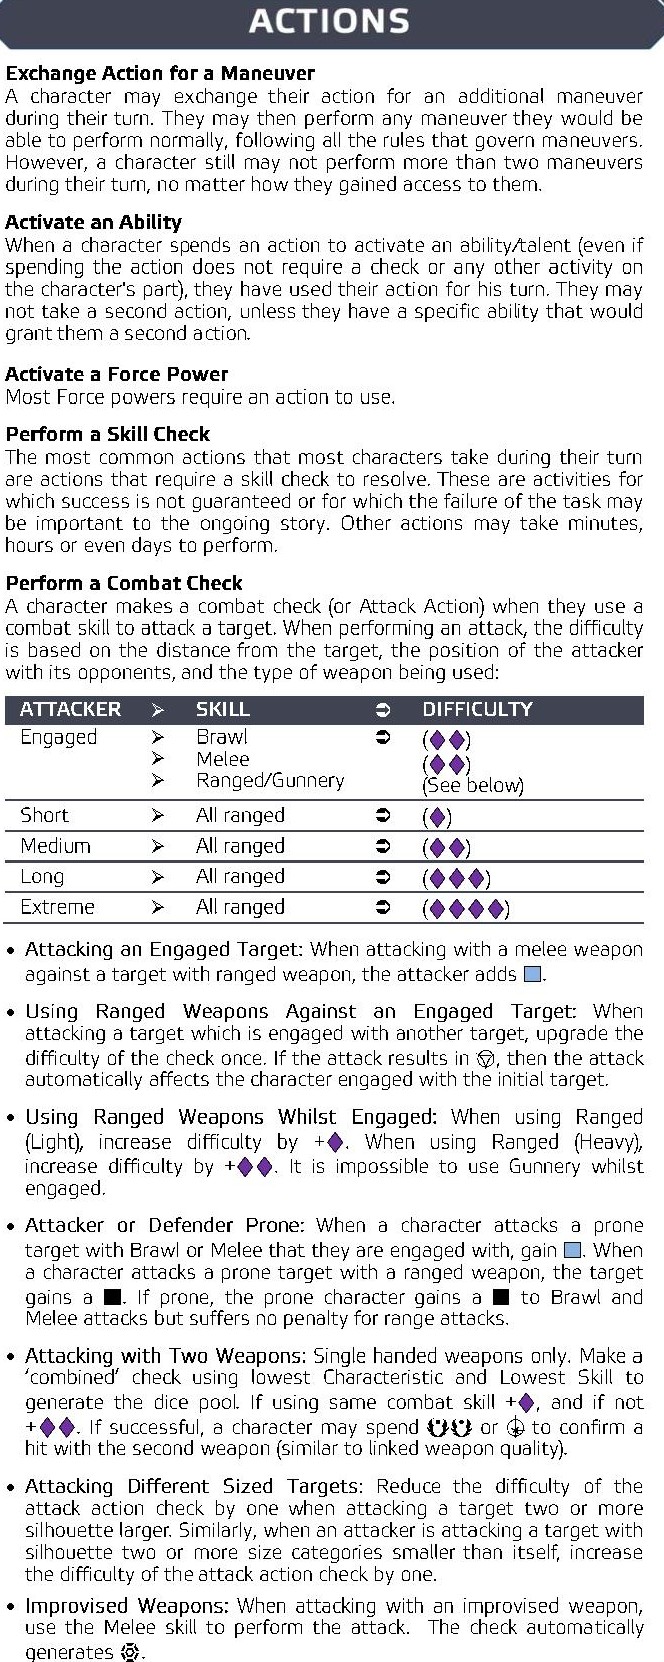 ACTIONS
Exchange Action for a Maneuver
A character may exchange their action for an additional maneuver
during their turn. They may then perform any maneuver they would be
able to perform normally, following all the rules that govern maneuvers.
However, a character still may not perform more than two maneuvers
during their turn, no matter how they gained access to them.
Activate an Ability
When a character spends an action to activate an ability/talent (even if
spending the action does not require a check or any other activity on
the character's part), they have used their action for his turn. They may
not take a second action, unless they have a specific ability that would
grant them a second action.
Activate a Force Power
Most Force powers require an action to use.
Perform a Skill Check
The most common actions that most characters take during their turn
are actions that require a skill check to resolve. These are activities for
which success is not guaranteed or for which the failure of the task may
be important to the ongoing story. Other actions may take minutes,
hours or even days to perform.
Perform a Combat Check
A character makes a combat check (or Attack Action) when they use a
combat skill to attack a target. When performing an attack, the difficulty
is based on the distance from the target, the position of the attacker
with its opponents, and the type of weapon being used:
ATTACKER ➢ SKILL ➲ DIFFICULTY
Engaged ➢ Brawl ➲ (♦♦)
➢ Melee (♦♦)
➢ Ranged/Gunnery (See below)
Short ➢ All ranged ➲ (♦)
Medium ➢ All ranged ➲ (♦♦)
Long ➢ All ranged ➲ (♦♦♦)
Extreme ➢ All ranged ➲ (♦♦♦♦)
• Attacking an Engaged Target: When attacking with a melee weapon
against a target with ranged weapon, the attacker adds ■.
• Using Ranged Weapons Against an Engaged Target: When
attacking a target which is engaged with another target, upgrade the
difficulty of the check once. If the attack results in , then the attack
automatically affects the character engaged with the initial target.
• Using Ranged Weapons Whilst Engaged: When using Ranged
(Light), increase difficulty by +♦. When using Ranged (Heavy),
increase difficulty by +♦♦. It is impossible to use Gunnery whilst
engaged.
• Attacker or Defender Prone: When a character attacks a prone
target with Brawl or Melee that they are engaged with, gain ■. When
a character attacks a prone target with a ranged weapon, the target
gains a ■. If prone, the prone character gains a ■ to Brawl and
Melee attacks but suffers no penalty for range attacks.
• Attacking with Two Weapons: Single handed weapons only. Make a
'combined' check using lowest Characteristic and Lowest Skill to
generate the dice pool. If using same combat skill +♦, and if not
+♦♦. If successful, a character may spend or to confirm a
hit with the second weapon (similar to linked weapon quality).
• Attacking Different Sized Targets: Reduce the difficulty of the
attack action check by one when attacking a target two or more
silhouette larger. Similarly, when an attacker is attacking a target with
silhouette two or more size categories smaller than itself, increase
the difficulty of the attack action check by one.
• Improvised Weapons: When attacking with an improvised weapon,
use the Melee skill to perform the attack. The check automatically
generates .